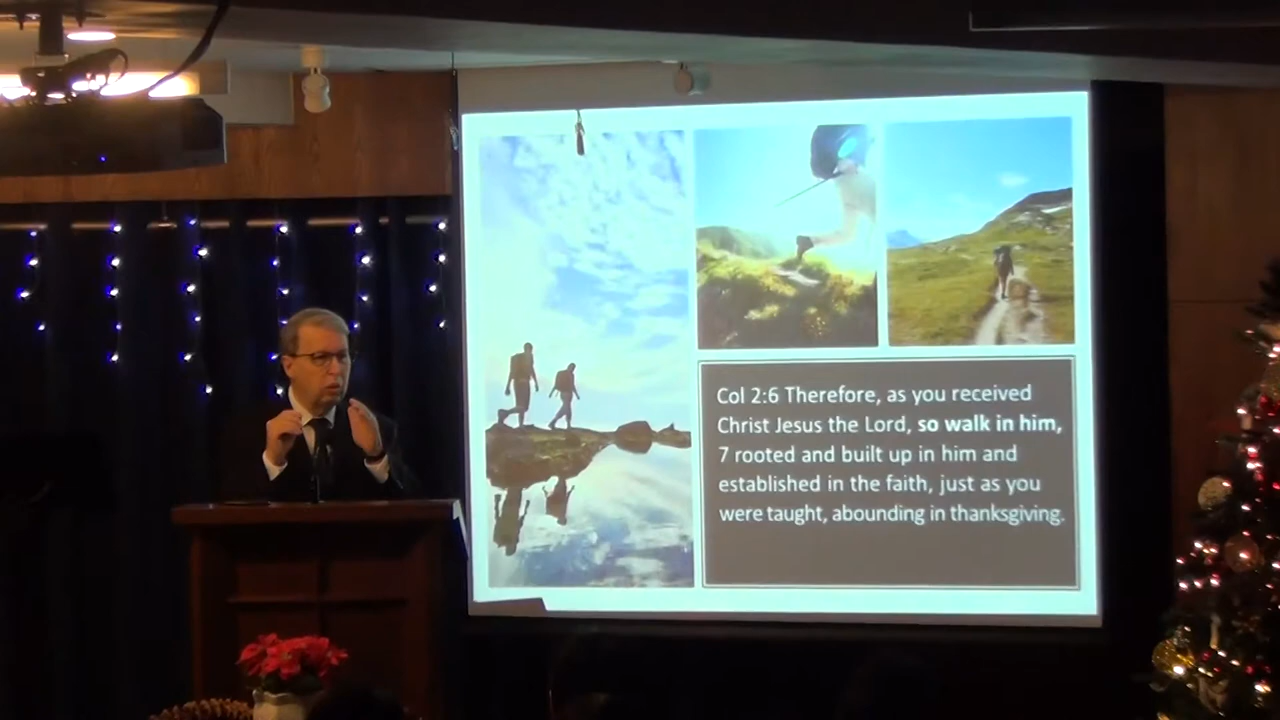 Col 2:6 Therefore, as you received
Christ Jesus the Lord, so walk in him,
7 rooted and built up in him and
established in the faith, just as you
were taught, abounding in thanksgiving.